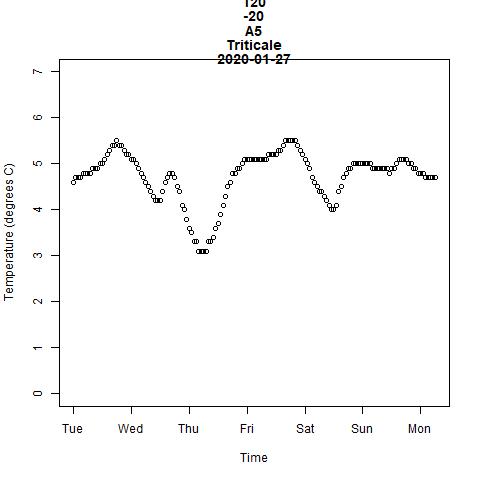 120
-20
A5
Triticale
2020-01-27
7
6
5
4
3
2
1
0
Temperature (degrees C)
Tue Wed Thu Fri Sat Sun Mon
Time